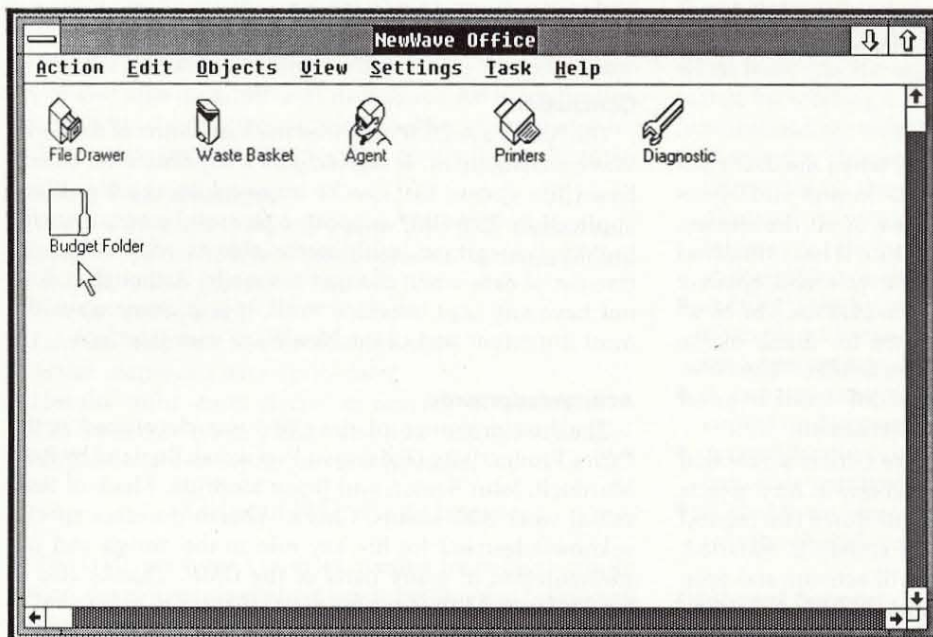 NewWave Office
Action Edit Objects View Settings Task Help
File Drawer Waste Basket Agent Printers Diagnostic
Budget Folder